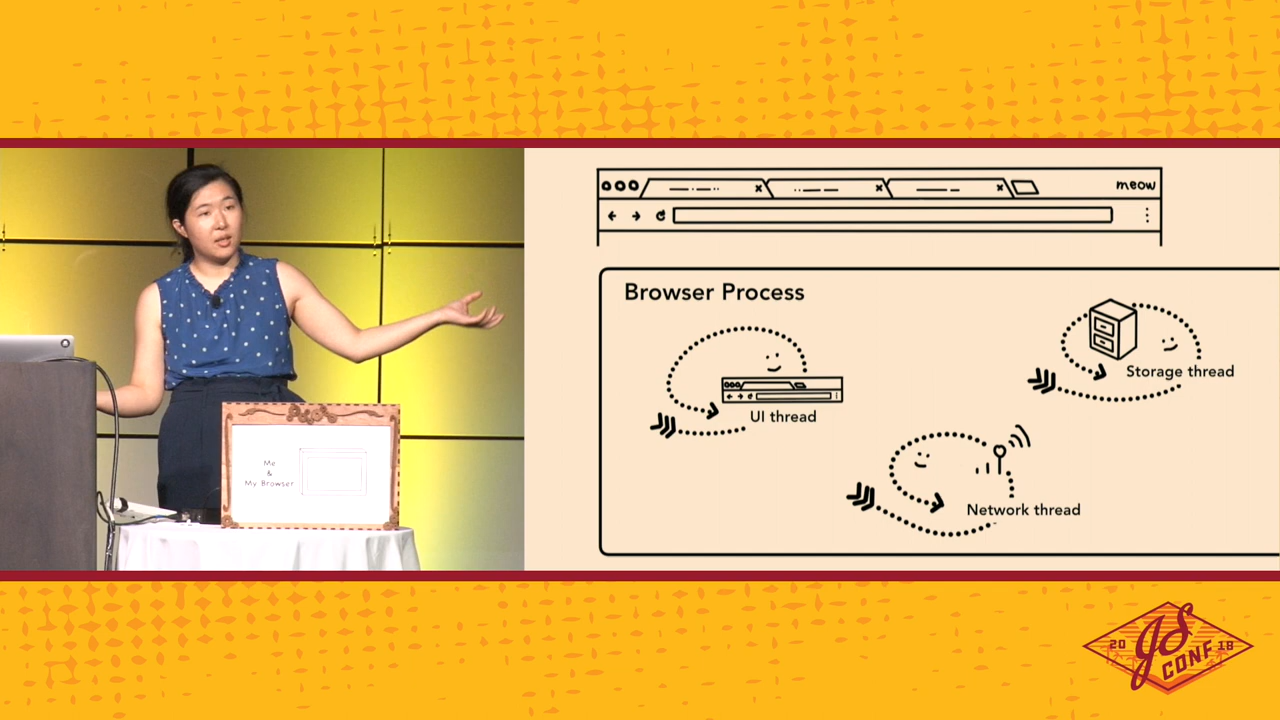 meow
Browser Process
UI thread
Storage thread
Network thread
Me
&
My Browser
20 JS 18
CONF